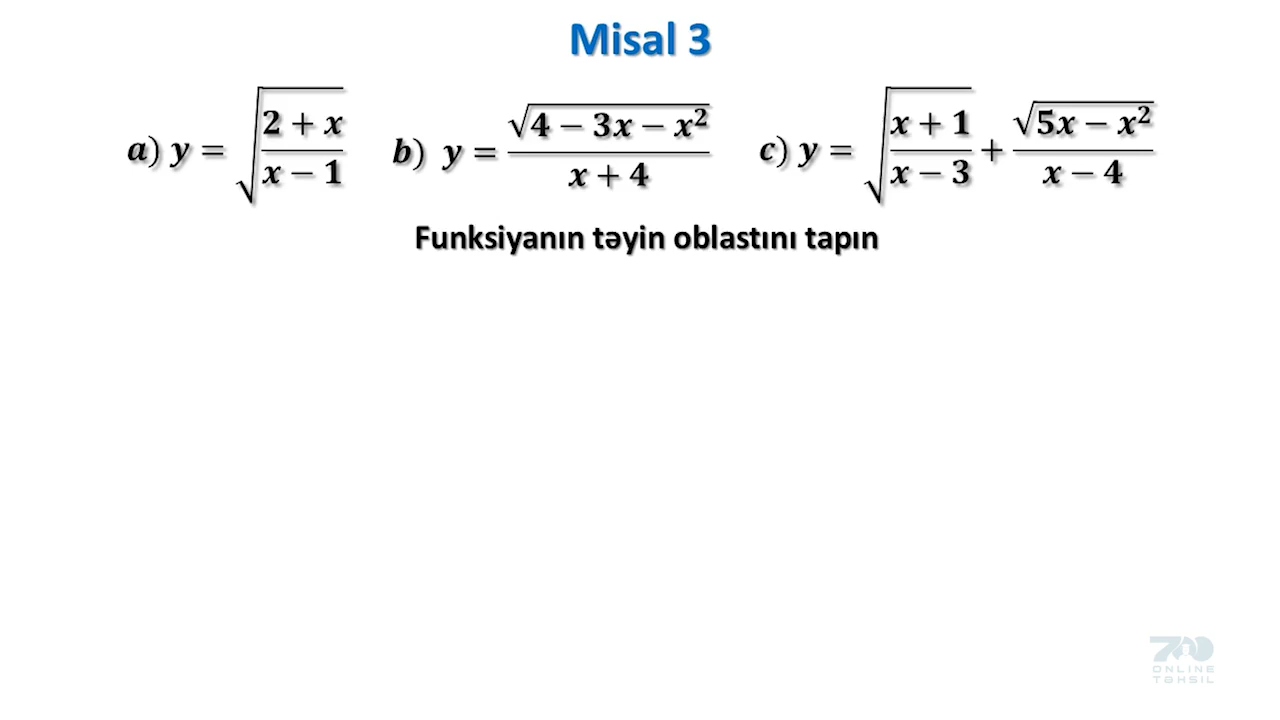 Misal 3
a) y = √((2 + x)/(x − 1)) b) y = √(4 − 3x − x²)/(x + 4) c) y = √((x + 1)/(x − 3)) + √(5x − x²)/(x − 4)
Funksiyanın təyin oblastını tapın
700
ONLINE
TƏHSİL